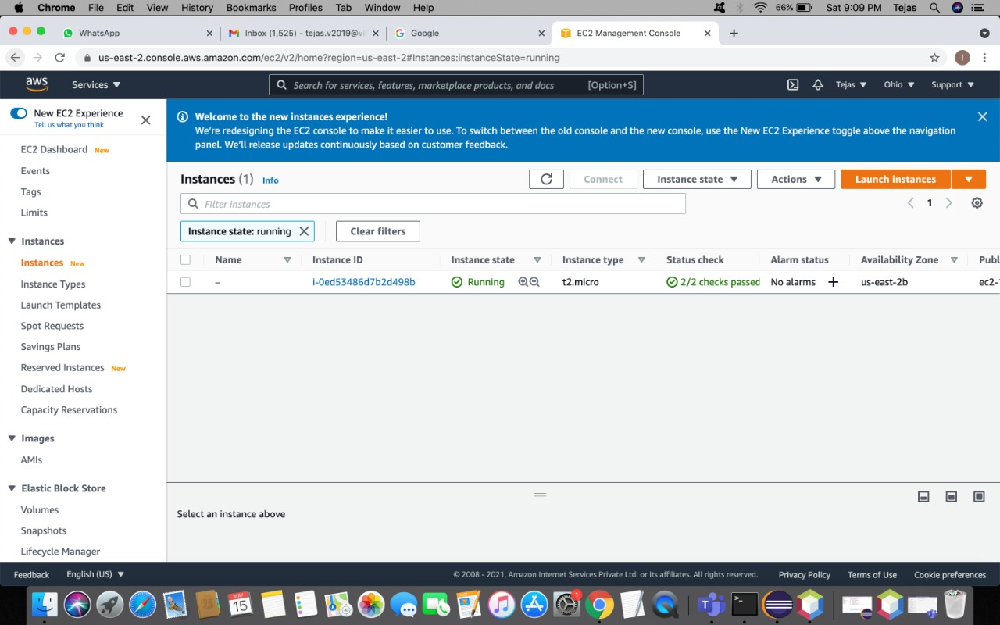 Chrome File Edit View History Bookmarks Profiles Tab Window Help 66% Sat 9:09 PM Tejas
WhatsApp Inbox (1,525) - tejas.v2019@vi Google EC2 Management Console
us-east-2.console.aws.amazon.com/ec2/v2/home?region=us-east-2#Instances:instanceState=running T
aws Services Search for services, features, marketplace products, and docs [Option+S] Tejas Ohio Support
New EC2 Experience
Tell us what you think
EC2 Dashboard New
Events
Tags
Limits
Instances
Instances New
Instance Types
Launch Templates
Spot Requests
Savings Plans
Reserved Instances New
Dedicated Hosts
Capacity Reservations
Images
AMIs
Elastic Block Store
Volumes
Snapshots
Lifecycle Manager
Welcome to the new instances experience!
We're redesigning the EC2 console to make it easier to use. To switch between the old console and the new console, use the New EC2 Experience toggle above the navigation
panel. We'll release updates continuously based on customer feedback.
Instances (1) Info Connect Instance state Actions Launch instances
Filter instances 1
Instance state: running Clear filters
Name Instance ID Instance state Instance type Status check Alarm status Availability Zone Publ
– i-0ed53486d7b2d498b Running t2.micro 2/2 checks passed No alarms + us-east-2b ec2-
Select an instance above
Feedback English (US) © 2008 - 2021, Amazon Internet Services Private Ltd. or its affiliates. All rights reserved. Privacy Policy Terms of Use Cookie preferences
MAY
15
1